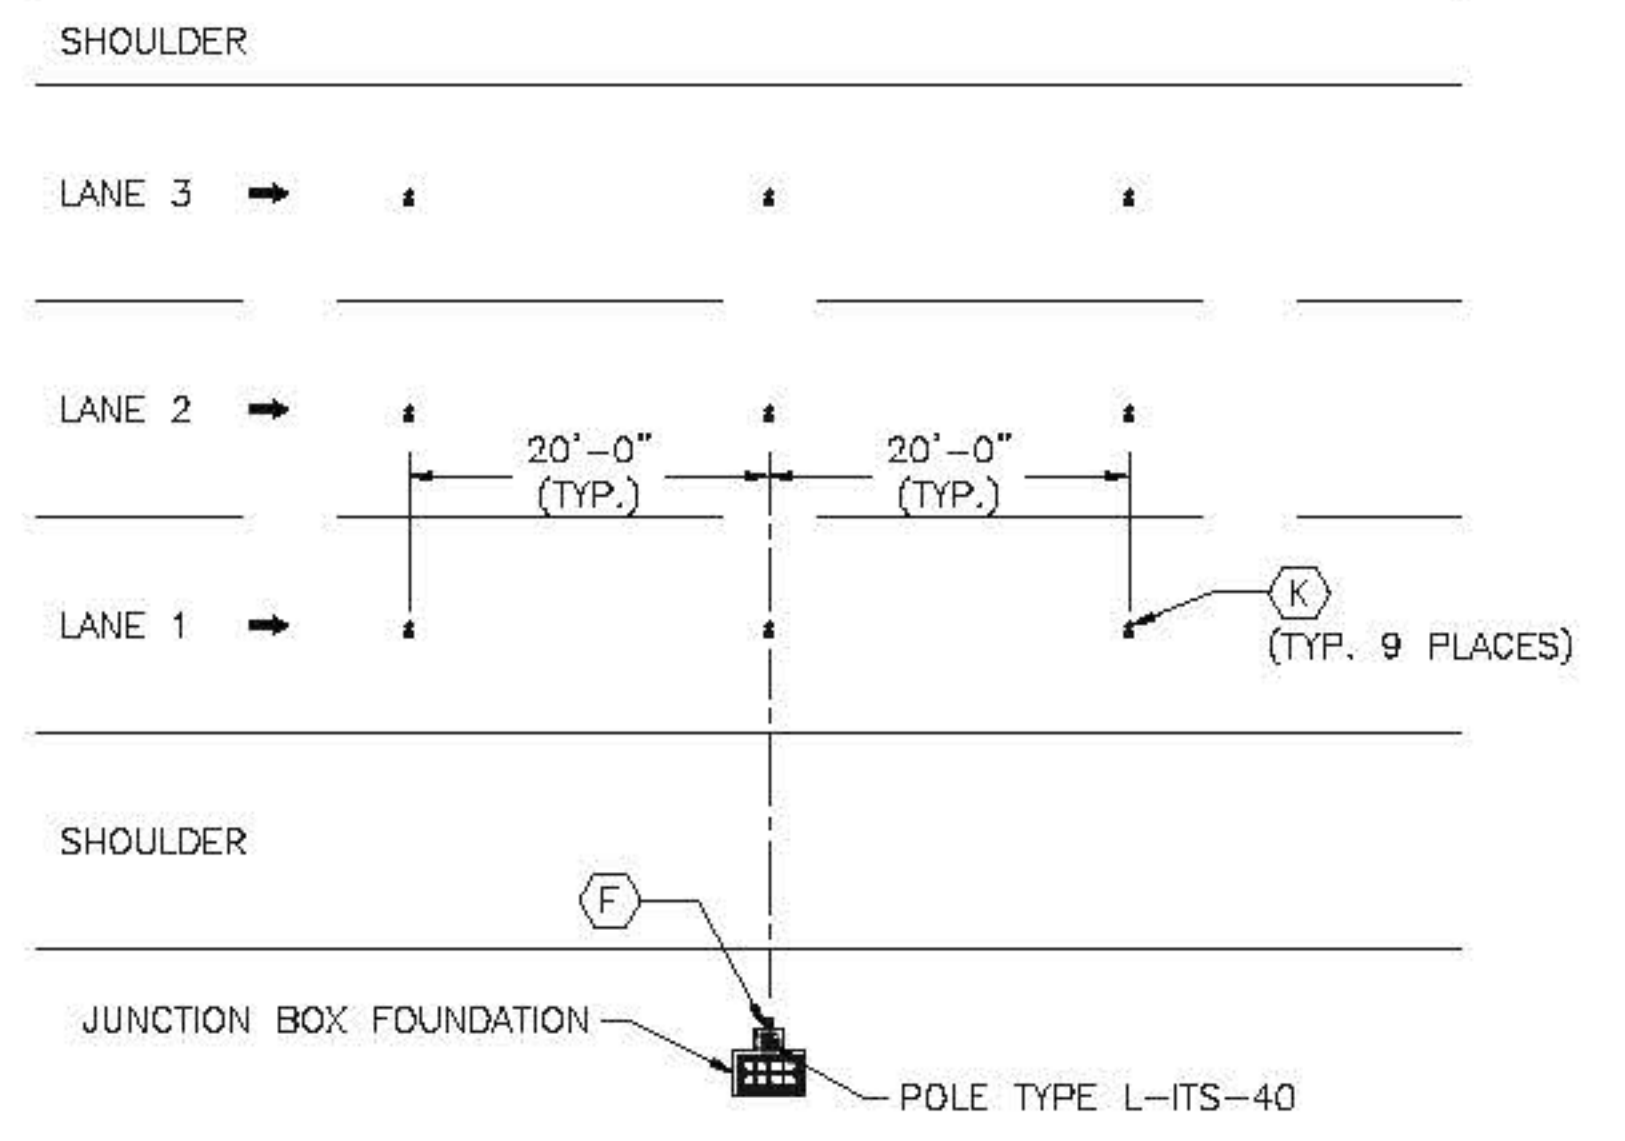 SHOULDER
LANE 3
LANE 2
20'-0"
(TYP.)
20'-0"
(TYP.)
LANE 1
K
(TYP. 9 PLACES)
SHOULDER
F
JUNCTION BOX FOUNDATION
POLE TYPE L-ITS-40